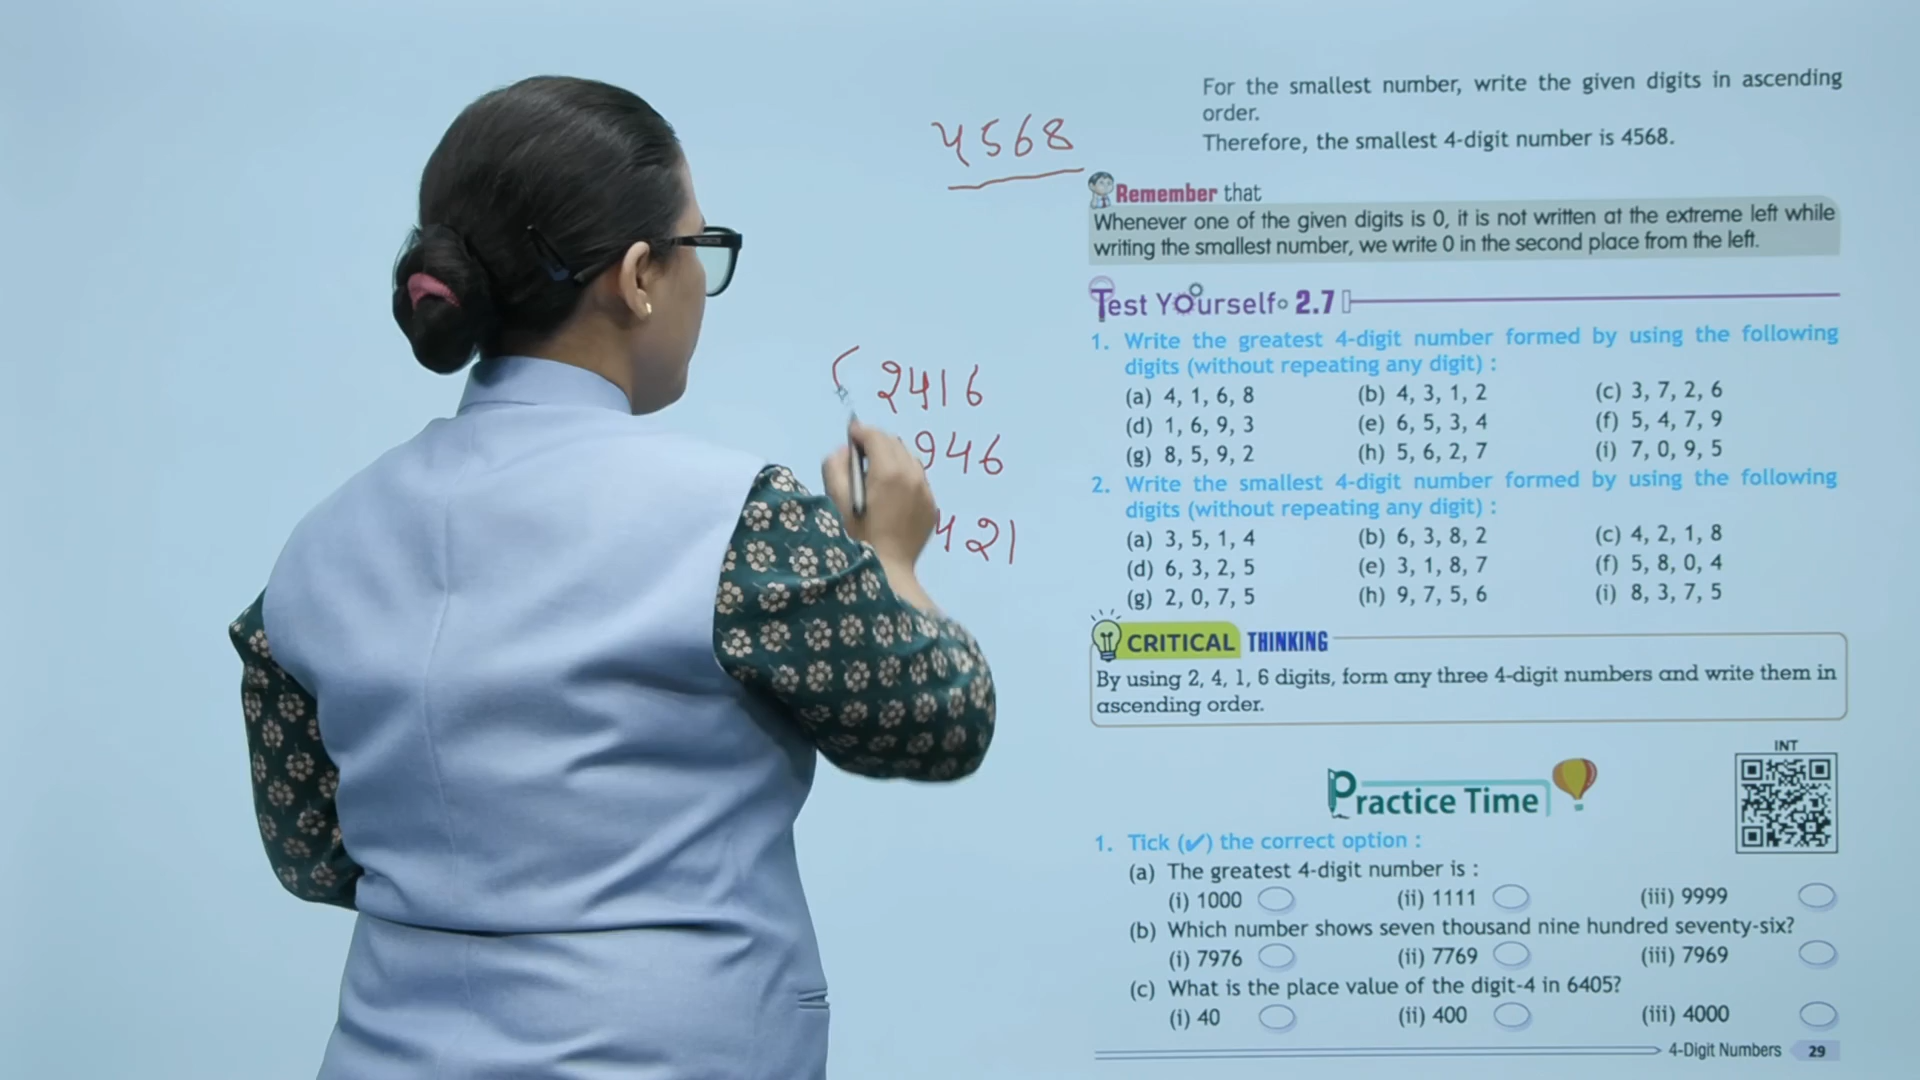 4568
2416
946
421
For the smallest number, write the given digits in ascending
order.
Therefore, the smallest 4-digit number is 4568.
Remember that
Whenever one of the given digits is 0, it is not written at the extreme left while
writing the smallest number, we write 0 in the second place from the left.
Test Yourself 2.7
1. Write the greatest 4-digit number formed by using the following
digits (without repeating any digit) :
(a) 4, 1, 6, 8 (b) 4, 3, 1, 2 (c) 3, 7, 2, 6
(d) 1, 6, 9, 3 (e) 6, 5, 3, 4 (f) 5, 4, 7, 9
(g) 8, 5, 9, 2 (h) 5, 6, 2, 7 (i) 7, 0, 9, 5
2. Write the smallest 4-digit number formed by using the following
digits (without repeating any digit) :
(a) 3, 5, 1, 4 (b) 6, 3, 8, 2 (c) 4, 2, 1, 8
(d) 6, 3, 2, 5 (e) 3, 1, 8, 7 (f) 5, 8, 0, 4
(g) 2, 0, 7, 5 (h) 9, 7, 5, 6 (i) 8, 3, 7, 5
CRITICAL THINKING
By using 2, 4, 1, 6 digits, form any three 4-digit numbers and write them in
ascending order.
INT
Practice Time
1. Tick (✔) the correct option :
(a) The greatest 4-digit number is :
(i) 1000 (ii) 1111 (iii) 9999
(b) Which number shows seven thousand nine hundred seventy-six?
(i) 7976 (ii) 7769 (iii) 7969
(c) What is the place value of the digit-4 in 6405?
(i) 40 (ii) 400 (iii) 4000
4-Digit Numbers 29